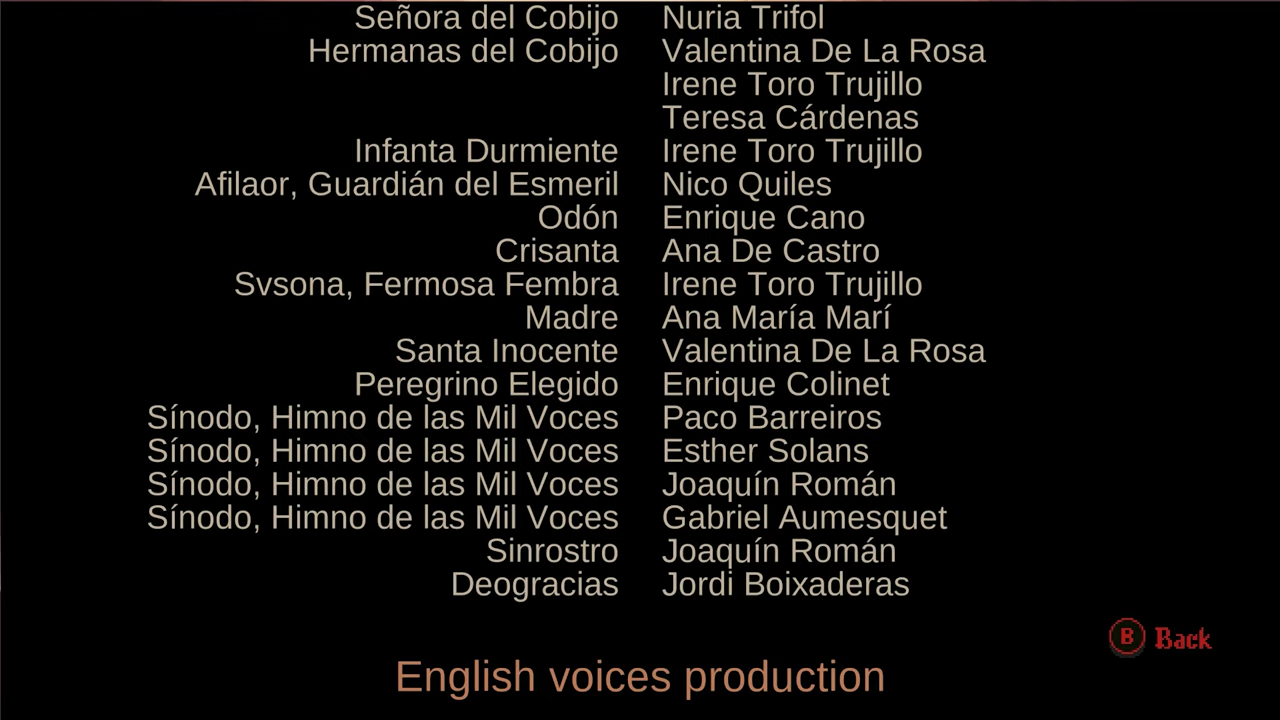 Señora del Cobijo Nuria Trifol
Hermanas del Cobijo Valentina De La Rosa
Irene Toro Trujillo
Teresa Cárdenas
Infanta Durmiente Irene Toro Trujillo
Afilaor, Guardián del Esmeril Nico Quiles
Odón Enrique Cano
Crisanta Ana De Castro
Svsona, Fermosa Fembra Irene Toro Trujillo
Madre Ana María Marí
Santa Inocente Valentina De La Rosa
Peregrino Elegido Enrique Colinet
Sínodo, Himno de las Mil Voces Paco Barreiros
Sínodo, Himno de las Mil Voces Esther Solans
Sínodo, Himno de las Mil Voces Joaquín Román
Sínodo, Himno de las Mil Voces Gabriel Aumesquet
Sinrostro Joaquín Román
Deogracias Jordi Boixaderas
B Back
English voices production